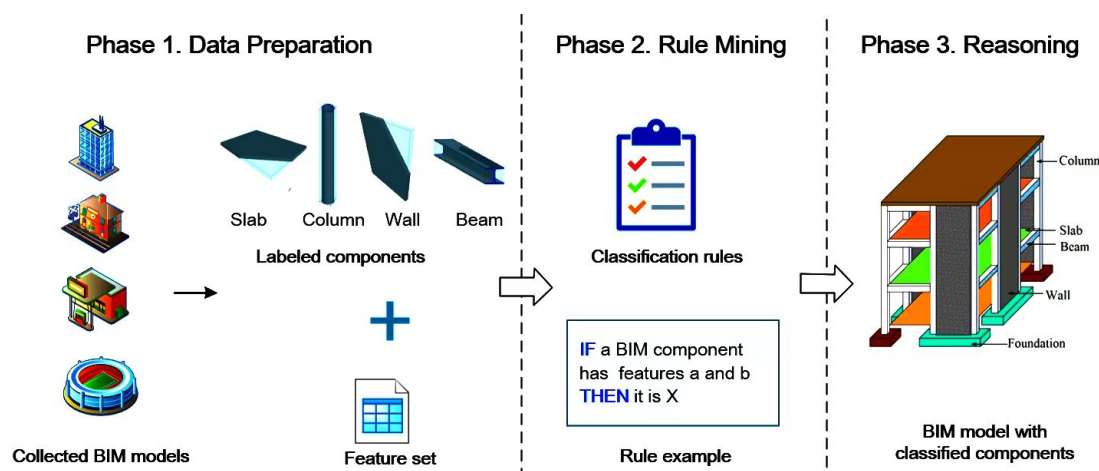 Phase 1. Data Preparation
Slab
Column
Wall
Beam
Labeled components
Collected BIM models
Feature set
Phase 2. Rule Mining
Classification rules
IF a BIM component
has features a and b
THEN it is X
Rule example
Phase 3. Reasoning
Column
Slab
Beam
Wall
Foundation
BIM model with
classified components